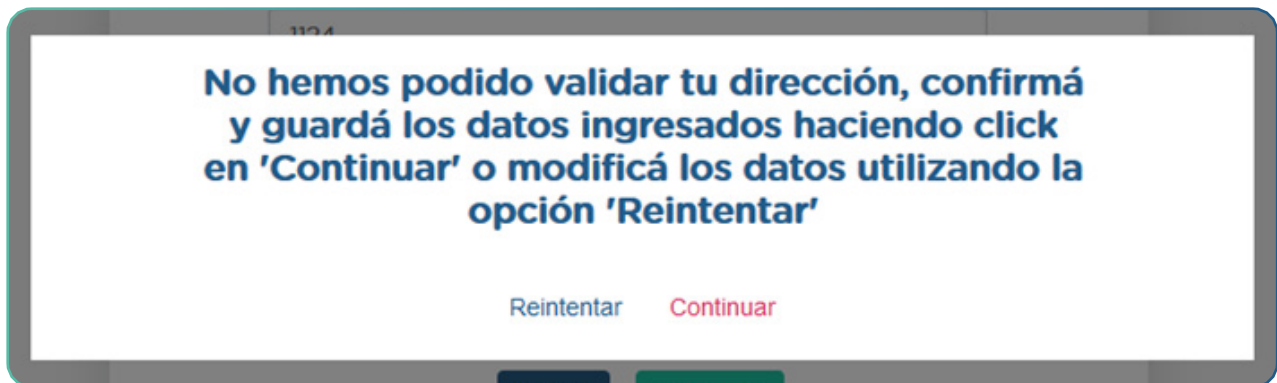 1124
No hemos podido validar tu dirección, confirmá
y guardá los datos ingresados haciendo click
en 'Continuar' o modificá los datos utilizando la
opción 'Reintentar'
Reintentar Continuar